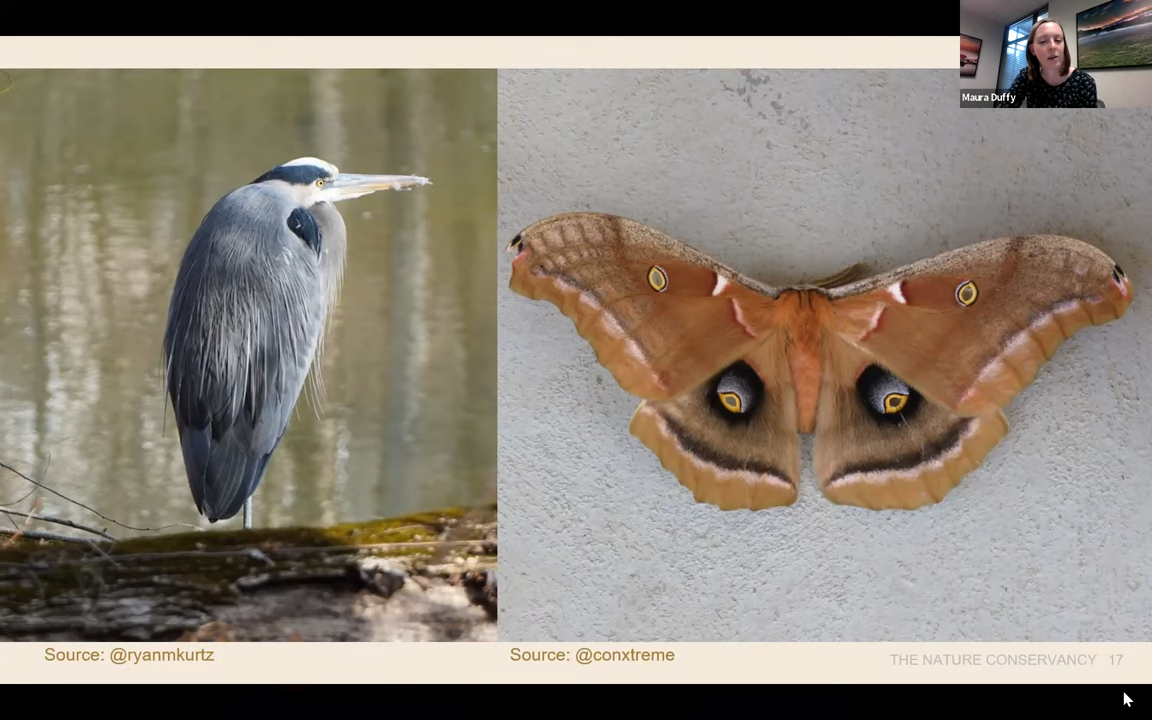 Maura Duffy
Source: @ryanmkurtz
Source: @conxtreme
THE NATURE CONSERVANCY 17